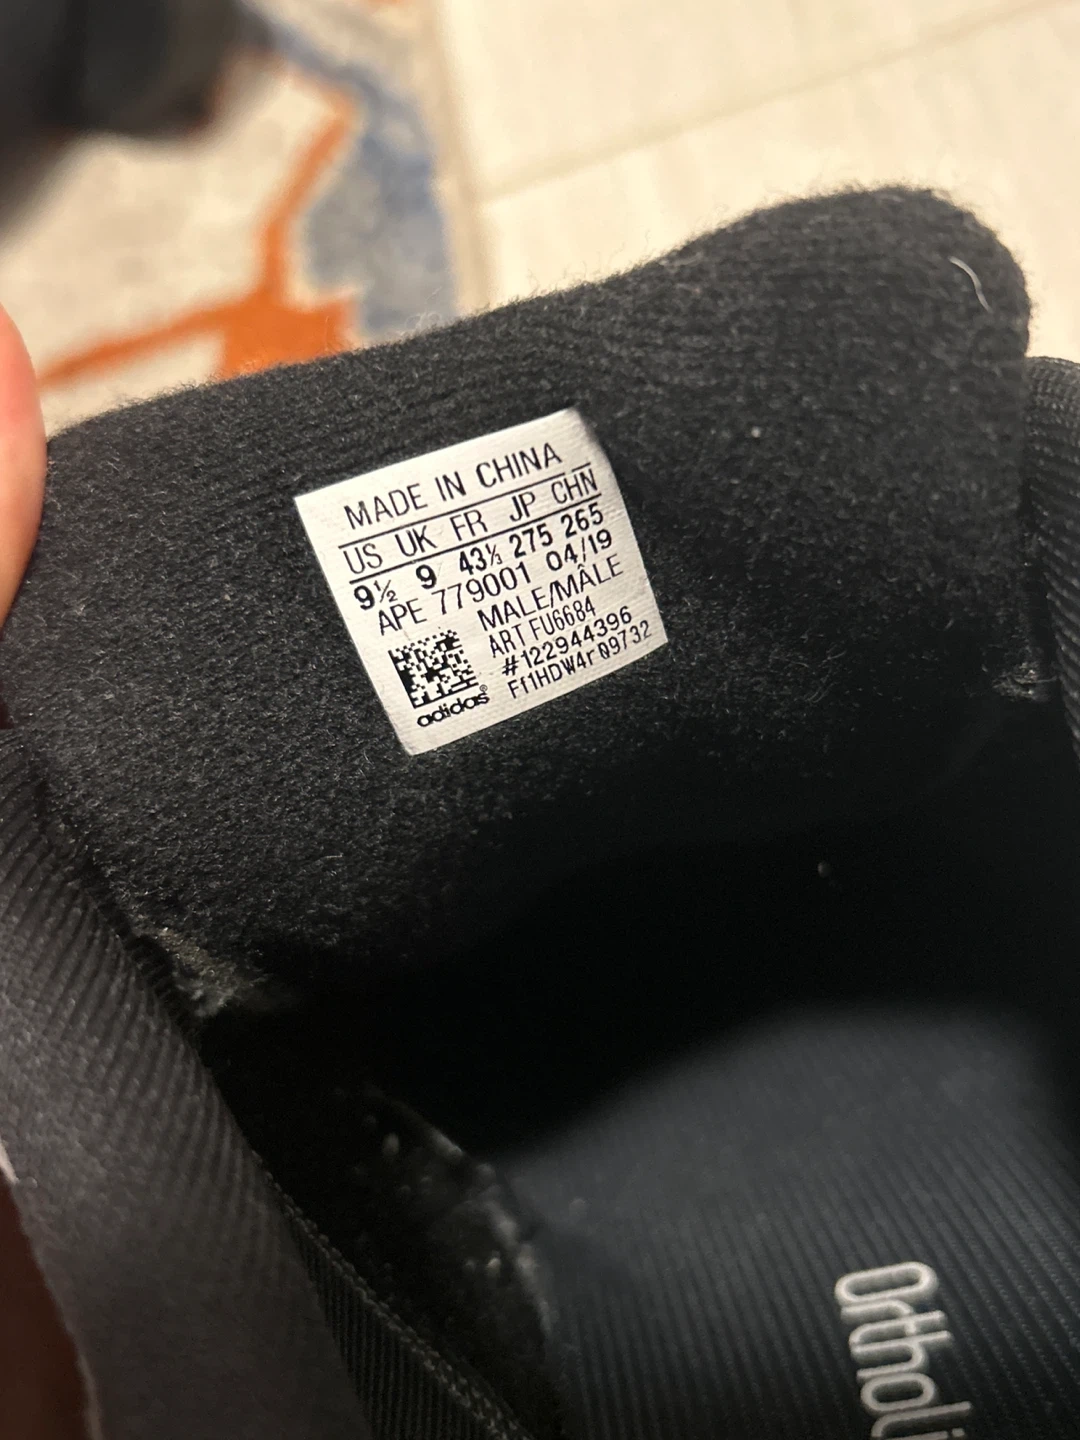 MADE IN CHINA
US UK FR JP CHN
9½ 9 43⅓ 275 265
APE 779001 04/19
MALE/MÂLE
ART FU6684
#122944396
Ff1HDW4r09732
adidas®
Ortholi